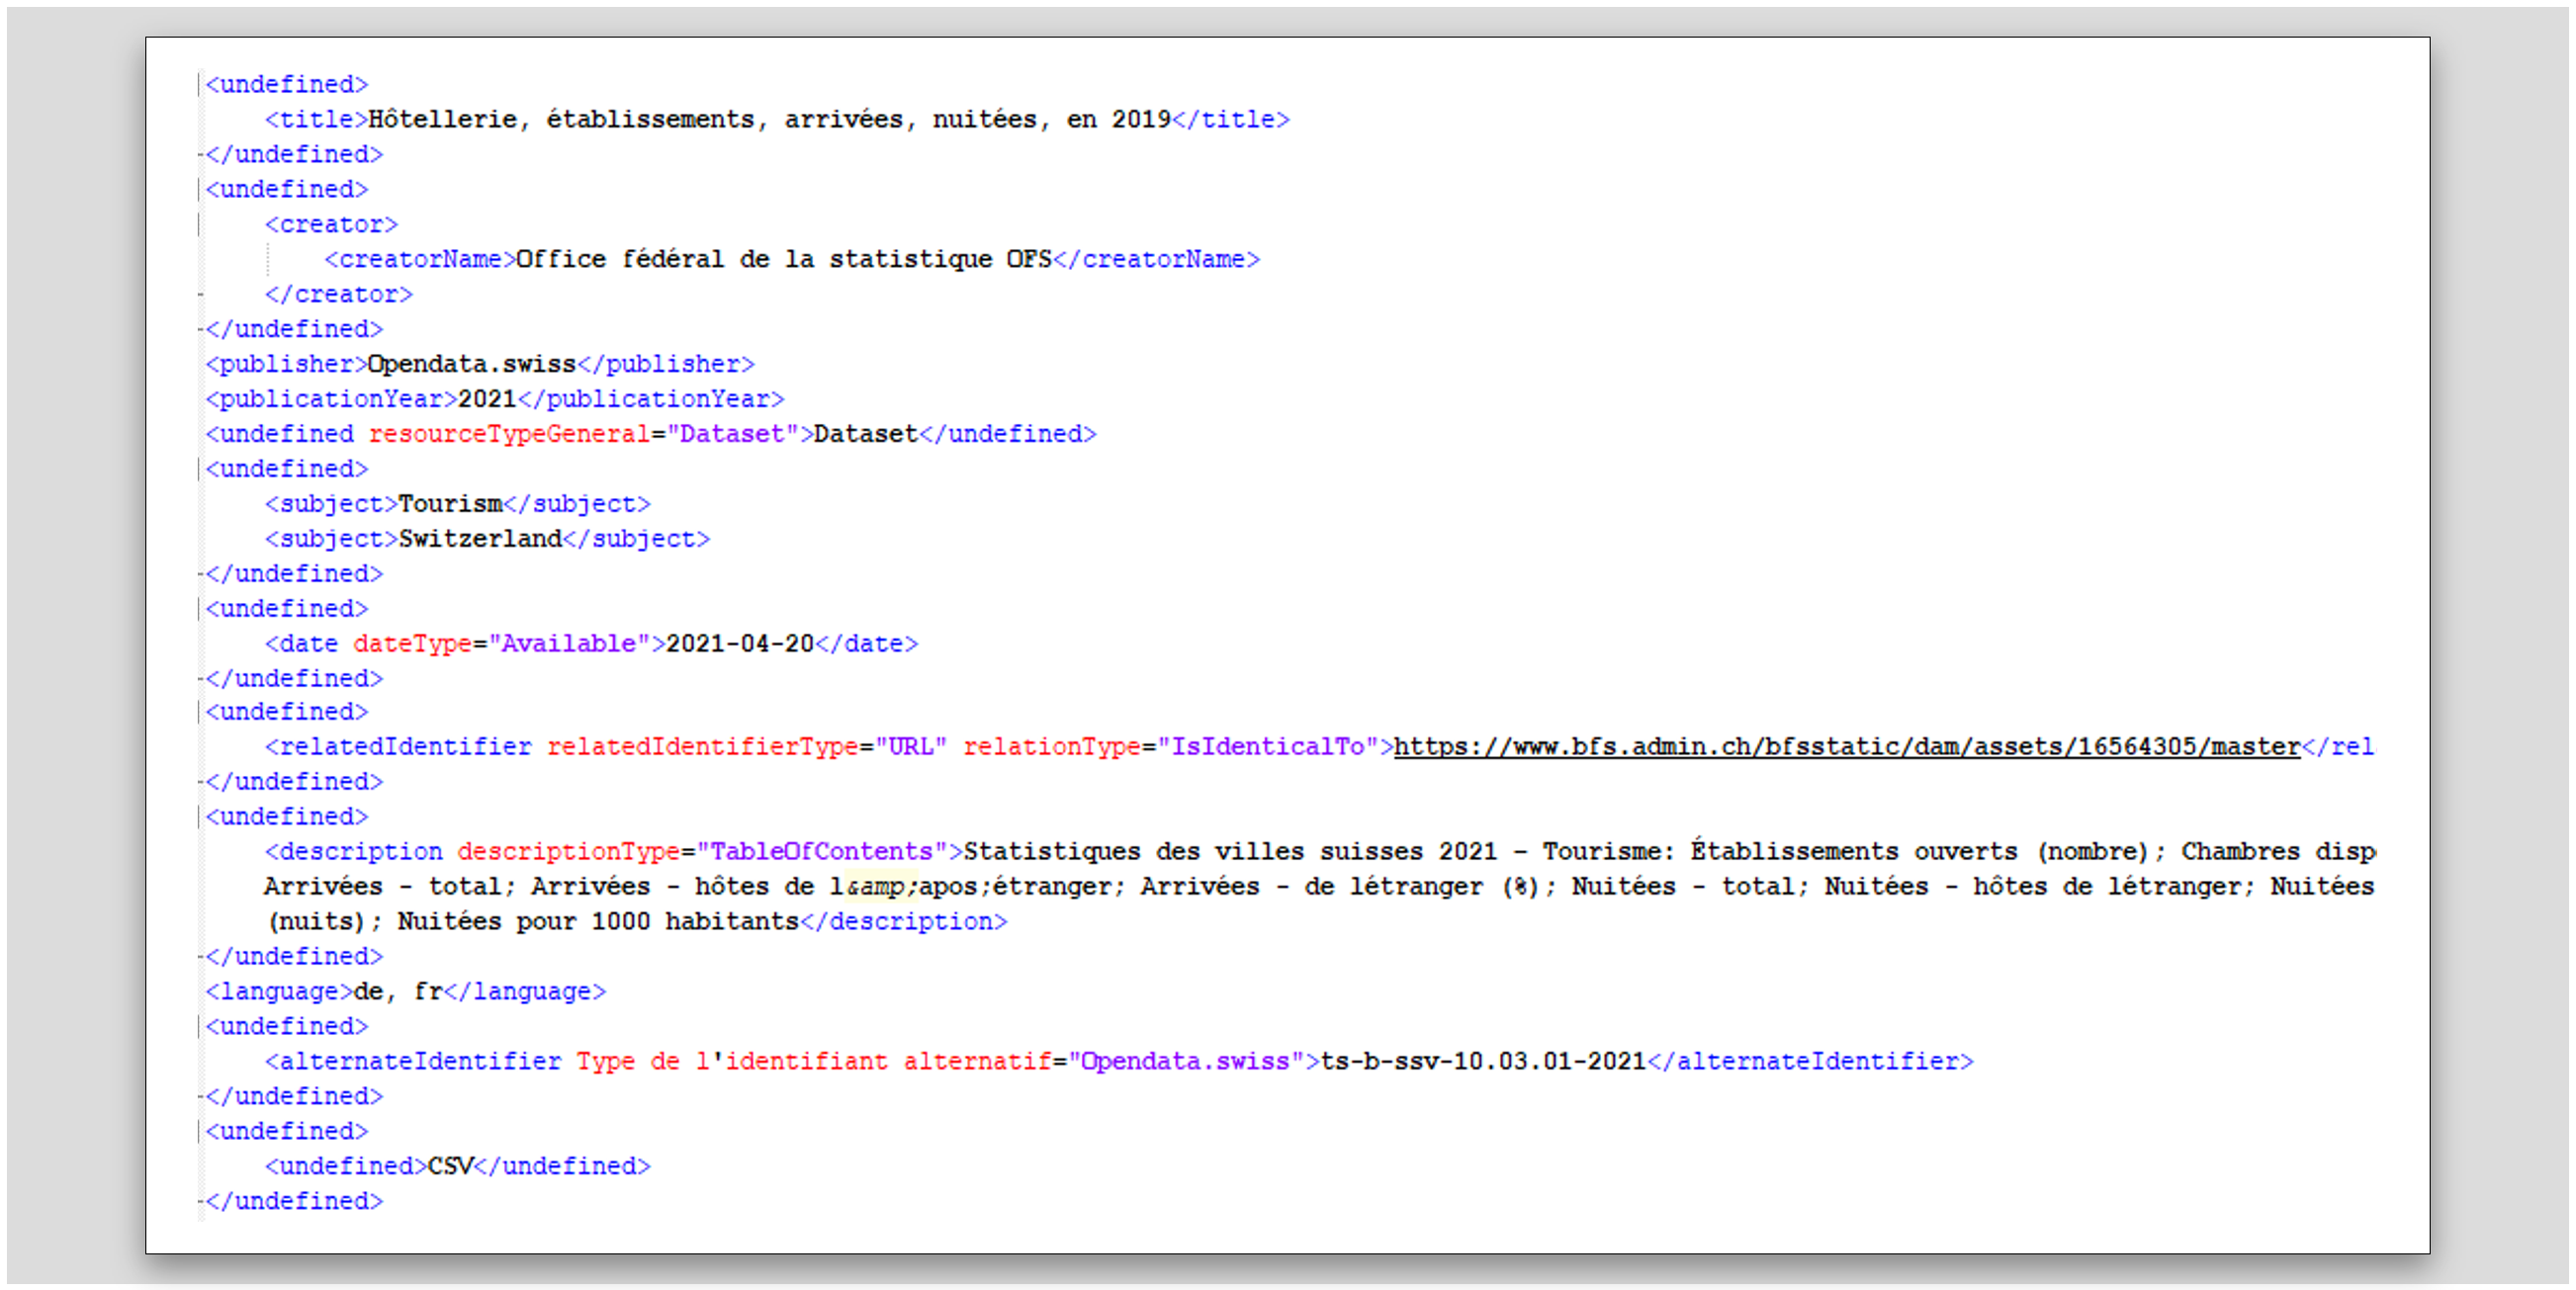 <undefined>
<title>Hôtellerie, établissements, arrivées, nuitées, en 2019</title>
</undefined>
<undefined>
<creator>
<creatorName>Office fédéral de la statistique OFS</creatorName>
</creator>
</undefined>
<publisher>Opendata.swiss</publisher>
<publicationYear>2021</publicationYear>
<undefined resourceTypeGeneral="Dataset">Dataset</undefined>
<undefined>
<subject>Tourism</subject>
<subject>Switzerland</subject>
</undefined>
<undefined>
<date dateType="Available">2021-04-20</date>
</undefined>
<undefined>
<relatedIdentifier relatedIdentifierType="URL" relationType="IsIdenticalTo">https://www.bfs.admin.ch/bfsstatic/dam/assets/16564305/master</rel
</undefined>
<undefined>
<description descriptionType="TableOfContents">Statistiques des villes suisses 2021 – Tourisme: Établissements ouverts (nombre); Chambres disp
Arrivées - total; Arrivées - hôtes de l&amp;apos;étranger; Arrivées - de létranger (%); Nuitées - total; Nuitées - hôtes de létranger; Nuitées
(nuits); Nuitées pour 1000 habitants</description>
</undefined>
<language>de, fr</language>
<undefined>
<alternateIdentifier Type de l'identifiant alternatif="Opendata.swiss">ts-b-ssv-10.03.01-2021</alternateIdentifier>
</undefined>
<undefined>
<undefined>CSV</undefined>
</undefined>